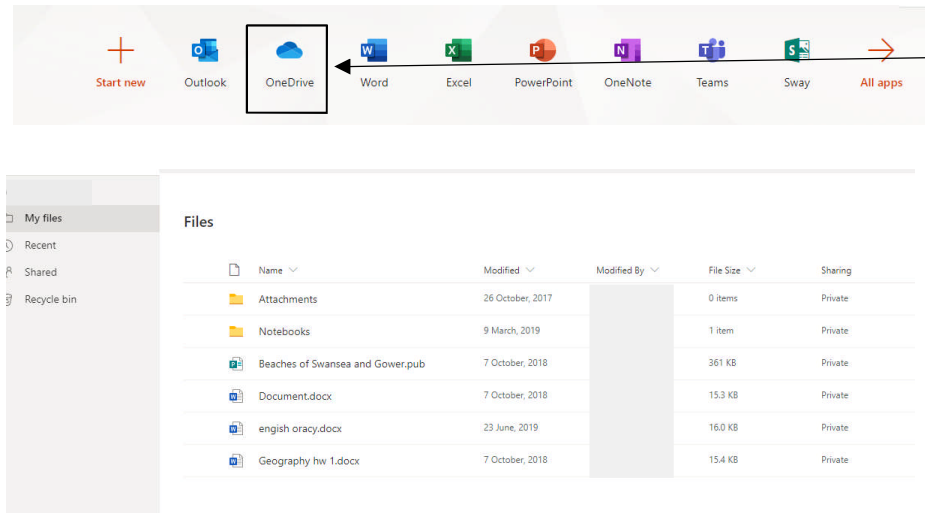 Start new Outlook OneDrive Word Excel PowerPoint OneNote Teams Sway All apps
My files
Recent
Shared
Recycle bin
Files
Name Modified Modified By File Size Sharing
Attachments 26 October, 2017 0 items Private
Notebooks 9 March, 2019 1 item Private
Beaches of Swansea and Gower.pub 7 October, 2018 361 KB Private
Document.docx 7 October, 2018 15.3 KB Private
engish oracy.docx 23 June, 2019 16.0 KB Private
Geography hw 1.docx 7 October, 2018 15.4 KB Private